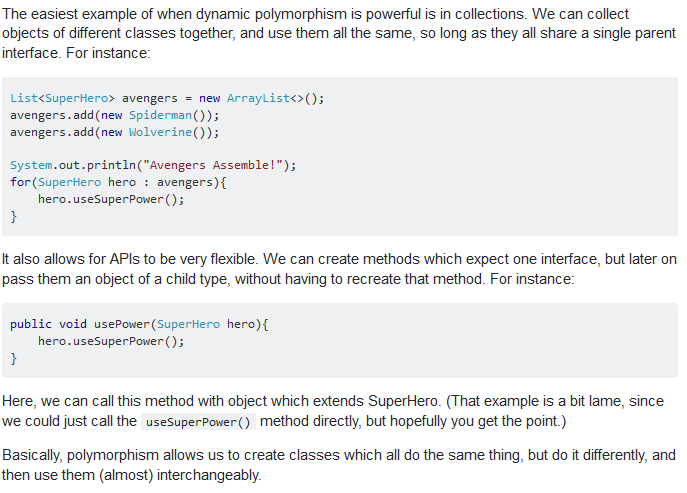 The easiest example of when dynamic polymorphism is powerful is in collections. We can collect
objects of different classes together, and use them all the same, so long as they all share a single parent
interface. For instance:
List<SuperHero> avengers = new ArrayList<>();
avengers.add(new Spiderman());
avengers.add(new Wolverine());
System.out.println("Avengers Assemble!");
for(SuperHero hero : avengers){
    hero.useSuperPower();
}
It also allows for APIs to be very flexible. We can create methods which expect one interface, but later on
pass them an object of a child type, without having to recreate that method. For instance:
public void usePower(SuperHero hero){
    hero.useSuperPower();
}
Here, we can call this method with object which extends SuperHero. (That example is a bit lame, since
we could just call the useSuperPower() method directly, but hopefully you get the point.)
Basically, polymorphism allows us to create classes which all do the same thing, but do it differently, and
then use them (almost) interchangeably.